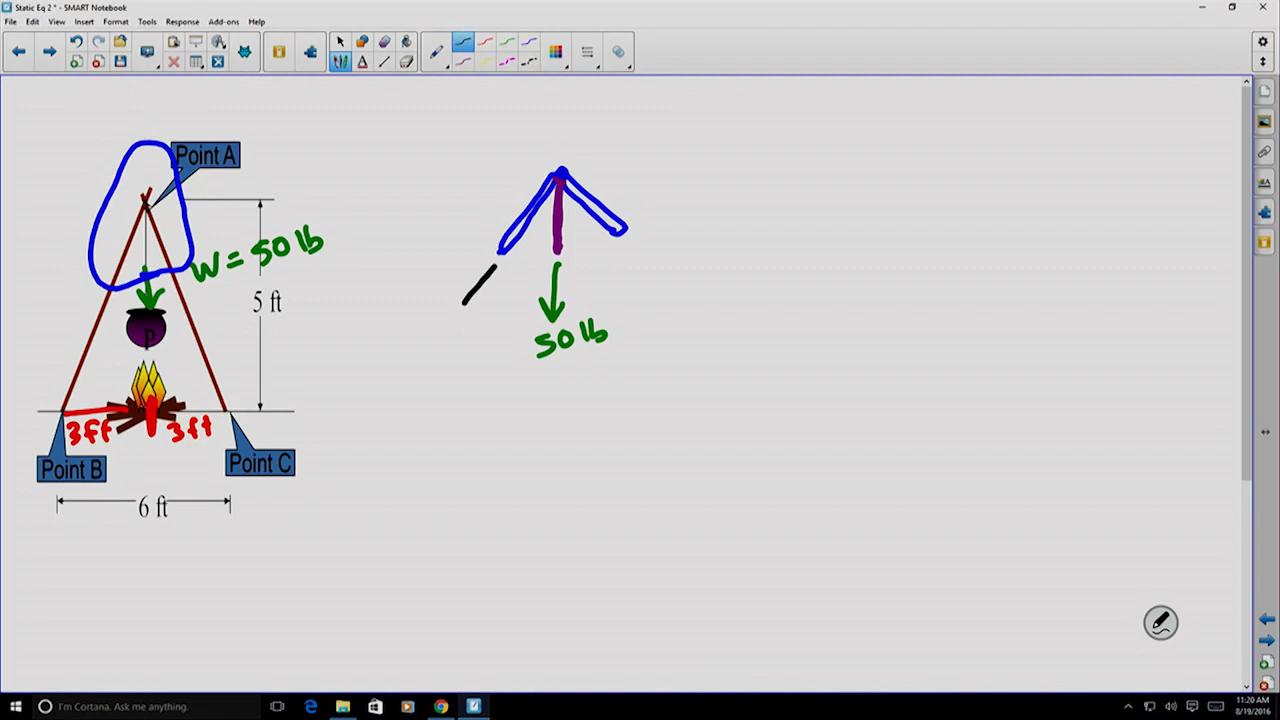 Static Eq 2 * - SMART Notebook
File Edit View Insert Format Tools Response Add-ons Help
Point A
W = 50 lb
5 ft
50 lb
P
3ft 3ft
Point B
Point C
6 ft
I'm Cortana. Ask me anything.
11:20 AM
8/19/2016